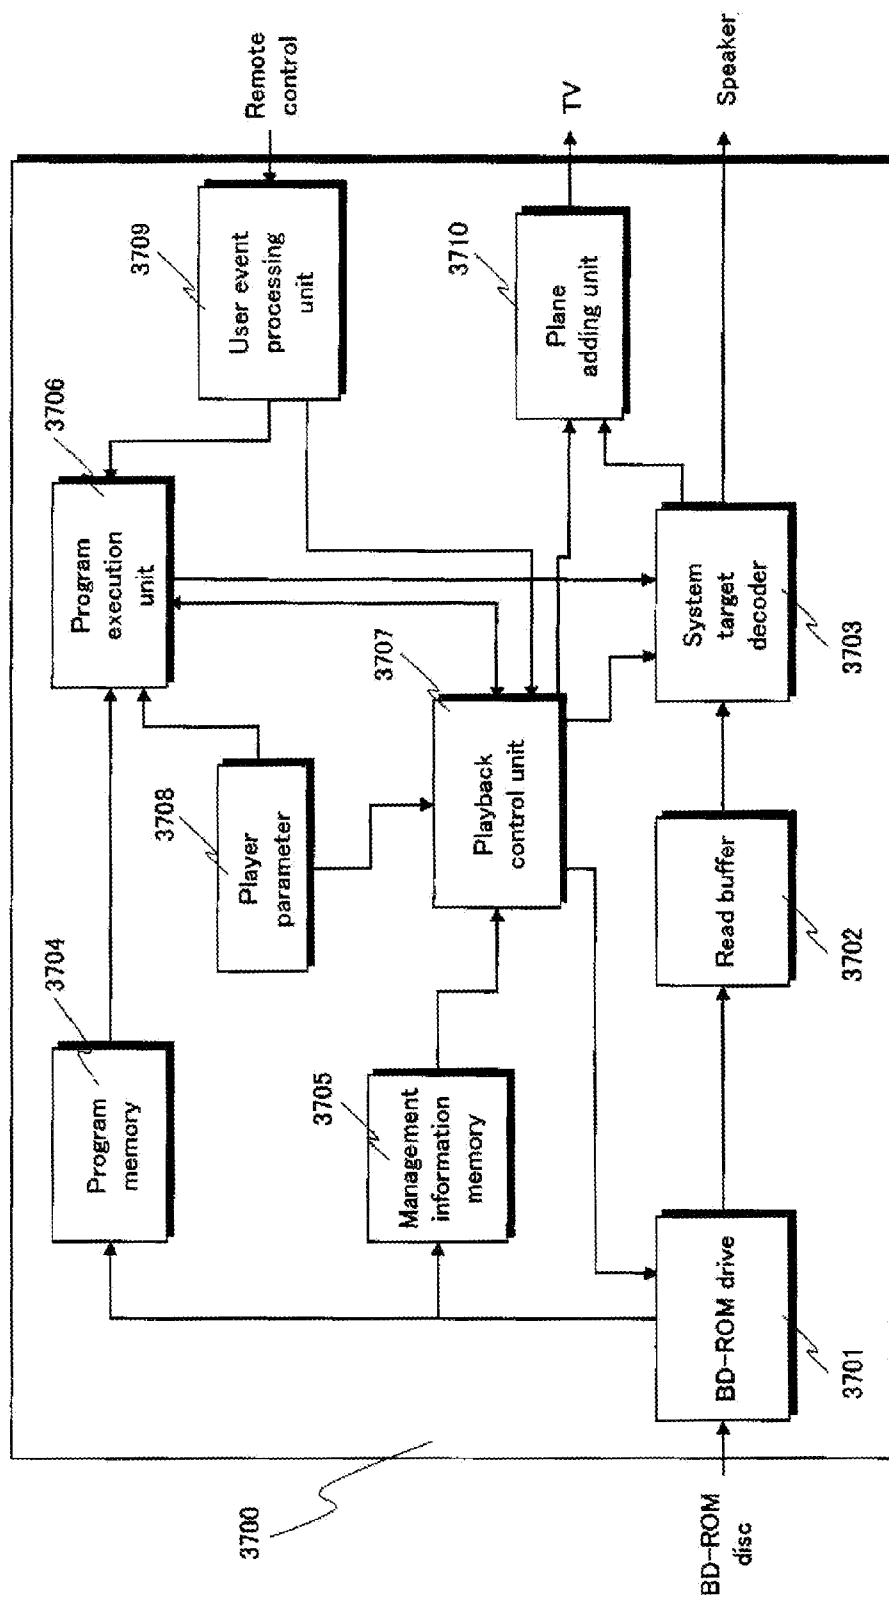 3700
BD-ROM
disc
3701
BD-ROM drive
3704
Program
memory
3705
Management
information
memory
3702
Read buffer
3708
Player
parameter
3707
Playback
control unit
3706
Program
execution
unit
3703
System
target
decoder
3709
User event
processing
unit
3710
Plane
adding unit
Remote
control
TV
Speaker